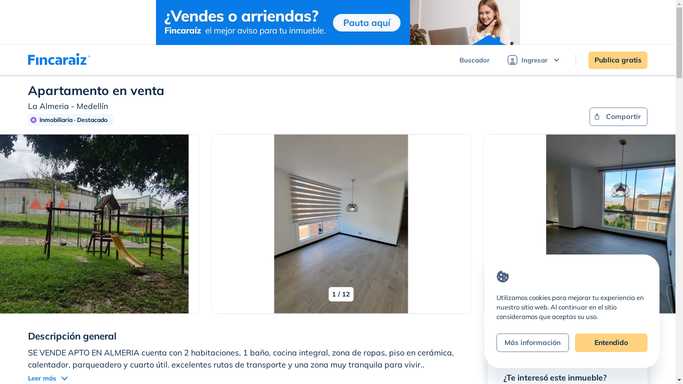 ¿Vendes o arriendas?
Fincaraíz el mejor aviso para tu inmueble.
Pauta aquí
Fincaraíz
Buscador
Ingresar
Publica gratis
Apartamento en venta
La Almeria - Medellín
Inmobiliaria · Destacado
Compartir
1 / 12
Utilizamos cookies para mejorar tu experiencia en
nuestro sitio web. Al continuar en el sitio
consideramos que aceptas su uso.
Más información
Entendido
Descripción general
SE VENDE APTO EN ALMERIA cuenta con 2 habitaciones, 1 baño, cocina integral, zona de ropas, piso en cerámica,
calentador, parqueadero y cuarto útil. excelentes rutas de transporte y una zona muy tranquila para vivir..
Leer más
¿Te interesó este inmueble?